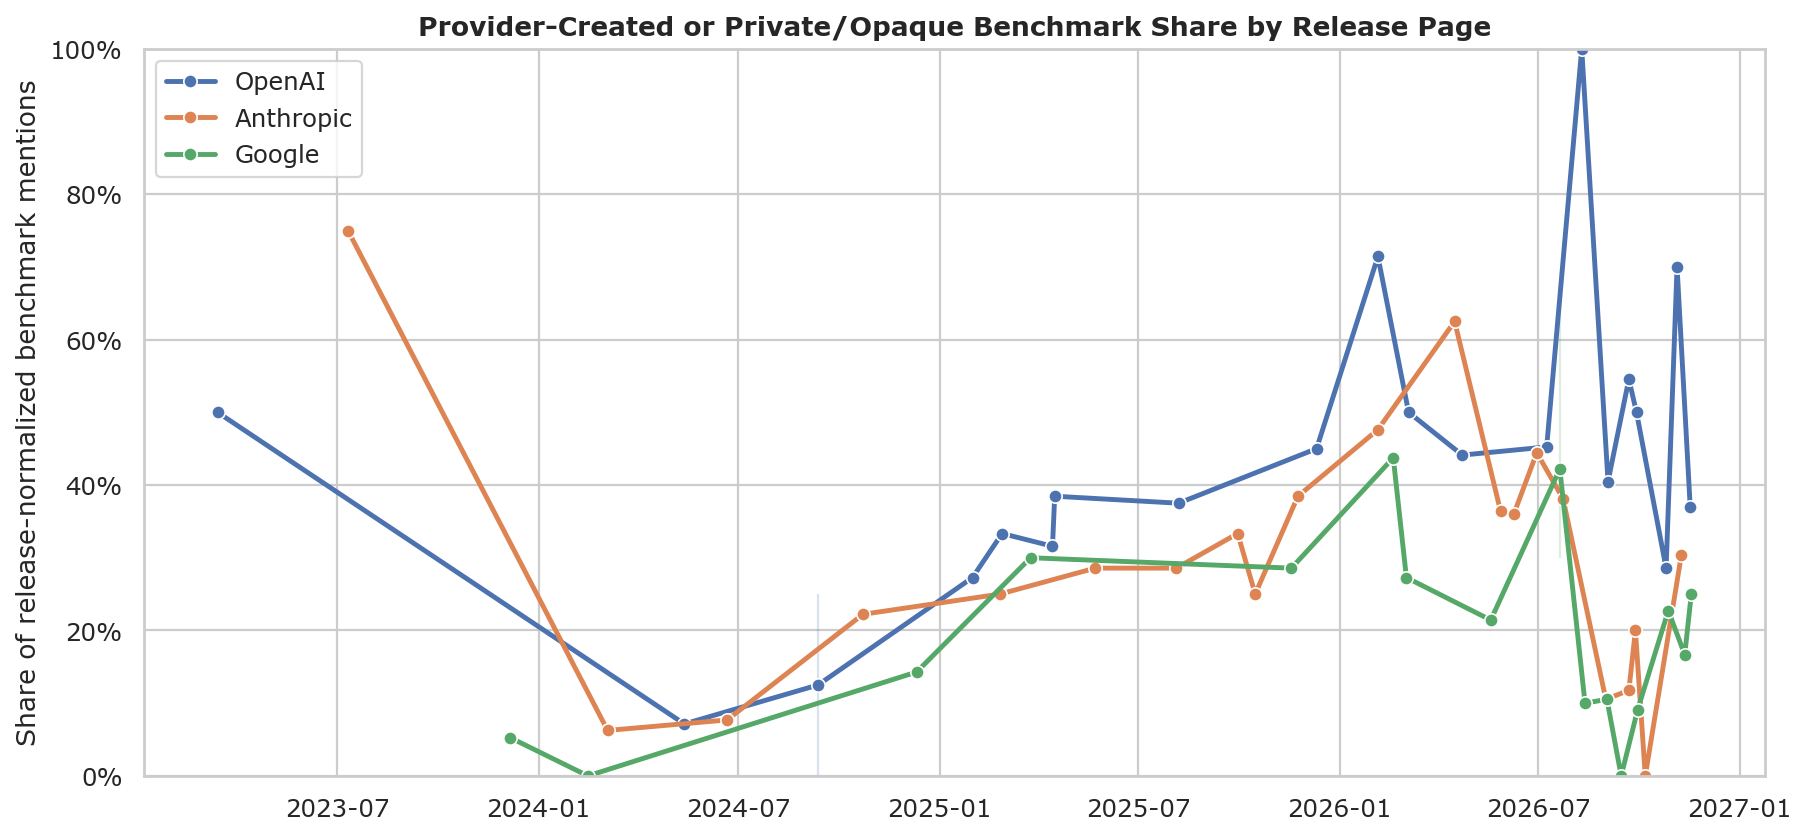 Provider-Created or Private/Opaque Benchmark Share by Release Page
Share of release-normalized benchmark mentions
100%
80%
60%
40%
20%
0%
OpenAI
Anthropic
Google
2023-07
2024-01
2024-07
2025-01
2025-07
2026-01
2026-07
2027-01